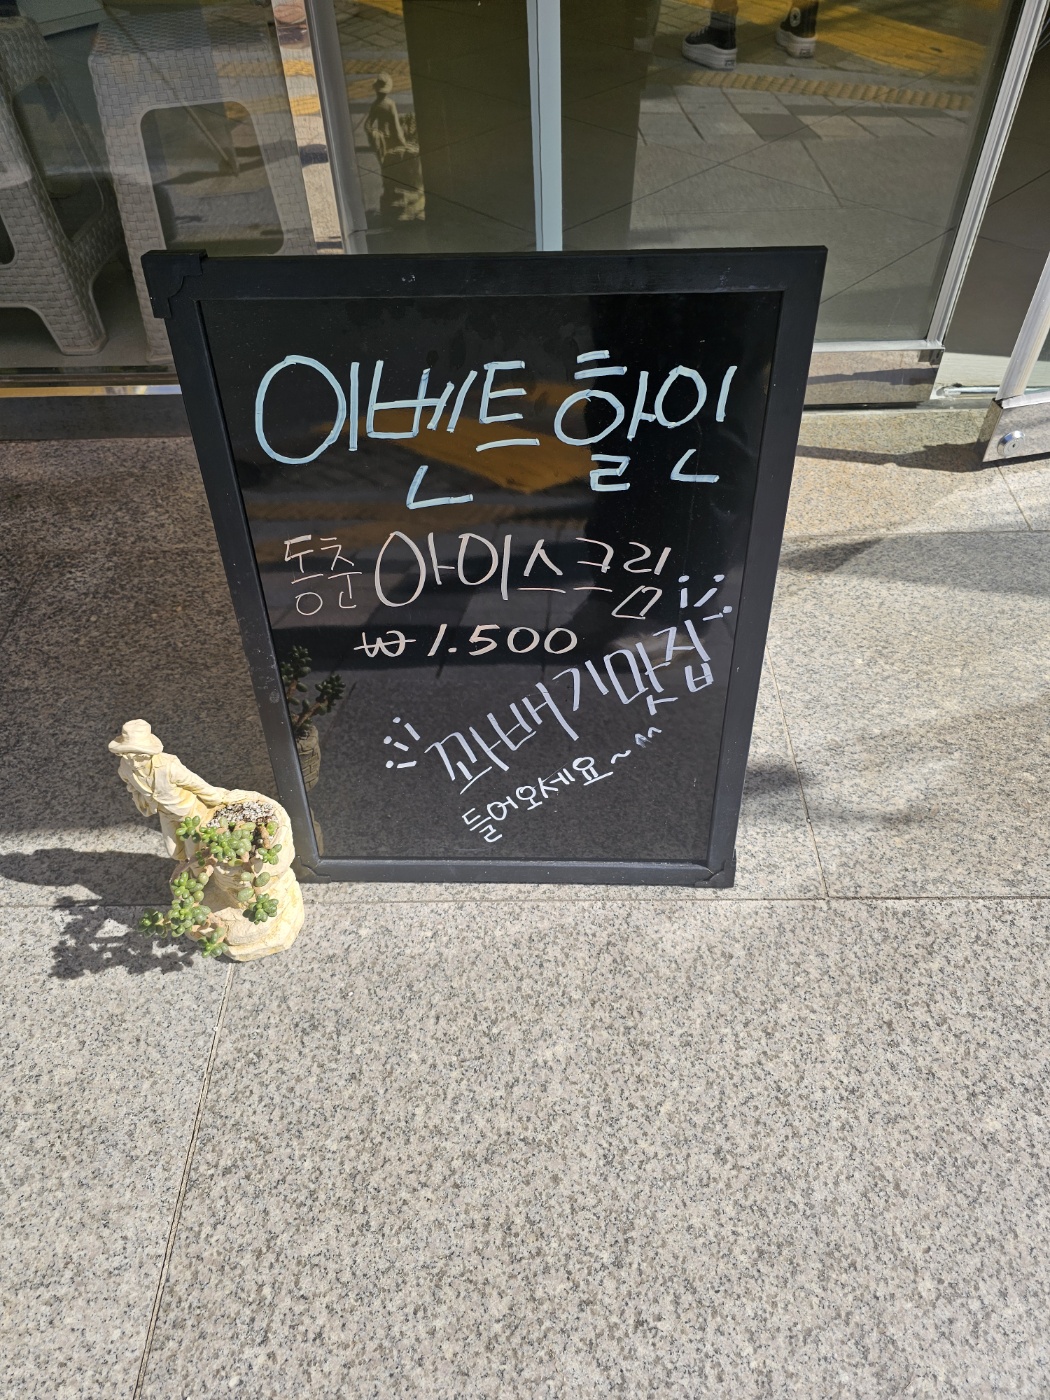 이벤트 할인
동춘 아이스크림
₩1.500
꽈배기맛집
들어오세요~^^